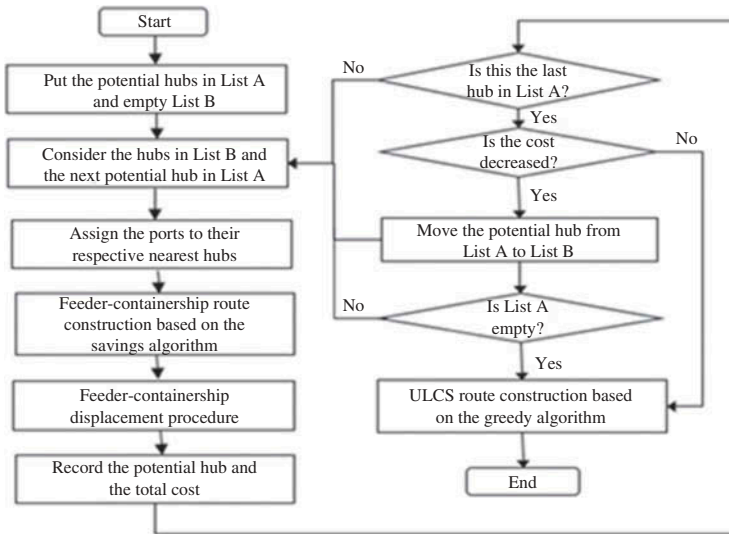 Start
Put the potential hubs in List A
and empty List B
Consider the hubs in List B and
the next potential hub in List A
Assign the ports to their
respective nearest hubs
Feeder-containership route
construction based on the
savings algorithm
Feeder-containership
displacement procedure
Record the potential hub and
the total cost
No
Is this the last
hub in List A?
Yes
Is the cost
decreased?
No
Yes
Move the potential hub from
List A to List B
No
Is List A
empty?
Yes
ULCS route construction based
on the greedy algorithm
End